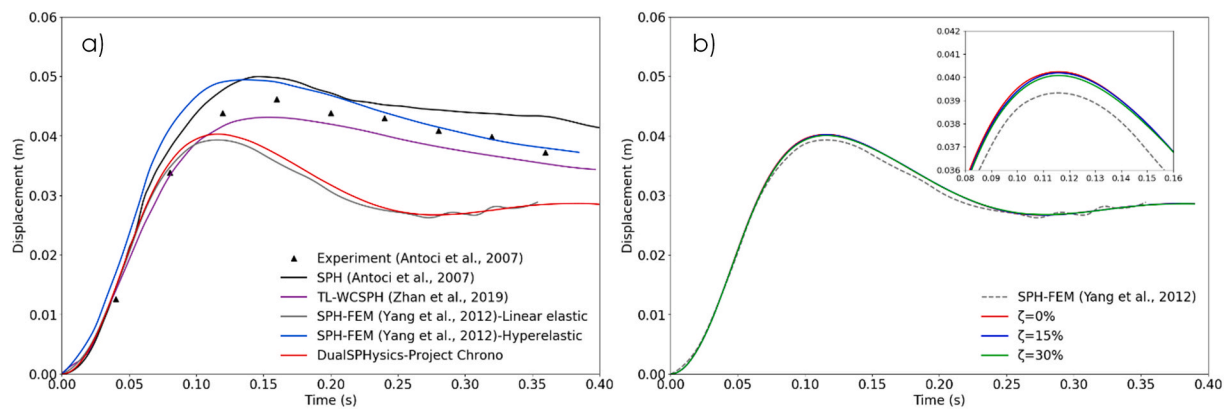 a)
0.06
0.05
0.04
0.03
0.02
0.01
0.00
Displacement (m)
Experiment (Antoci et al., 2007)
SPH (Antoci et al., 2007)
TL-WCSPH (Zhan et al., 2019)
SPH-FEM (Yang et al., 2012)-Linear elastic
SPH-FEM (Yang et al., 2012)-Hyperelastic
DualSPHysics-Project Chrono
0.00 0.05 0.10 0.15 0.20 0.25 0.30 0.35 0.40
Time (s)
b)
0.06
0.05
0.04
0.03
0.02
0.01
0.00
Displacement (m)
0.042
0.041
0.040
0.039
0.038
0.037
0.036
0.08 0.09 0.10 0.11 0.12 0.13 0.14 0.15 0.16
SPH-FEM (Yang et al., 2012)
ζ=0%
ζ=15%
ζ=30%
0.00 0.05 0.10 0.15 0.20 0.25 0.30 0.35 0.40
Time (s)